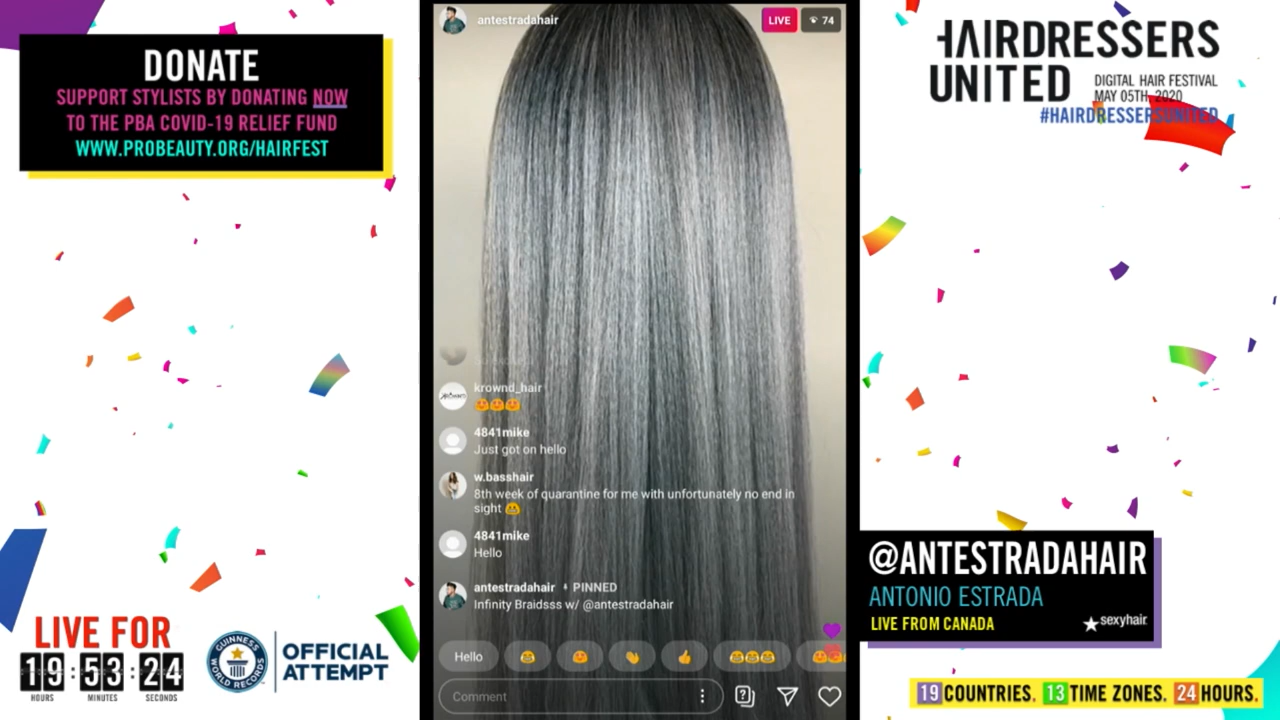 DONATE
SUPPORT STYLISTS BY DONATING NOW
TO THE PBA COVID-19 RELIEF FUND
WWW.PROBEAUTY.ORG/HAIRFEST
LIVE FOR
19:53:24
HOURS MINUTES SECONDS
GUINNESS
WORLD RECORDS
OFFICIAL
ATTEMPT
antestradahair
LIVE 74
krownd_hair
😍😍😍
4841mike
Just got on hello
w.basshair
8th week of quarantine for me with unfortunately no end in
sight 😂
4841mike
Hello
antestradahair PINNED
Infinity Braidsss w/ @antestradahair
Hello 😂 😍 👏 👍 😂😂😂
Comment
HAIRDRESSERS
UNITED
DIGITAL HAIR FESTIVAL
MAY 05TH, 2020
#HAIRDRESSERSUNITED
@ANTESTRADAHAIR
ANTONIO ESTRADA
LIVE FROM CANADA
sexyhair
19 COUNTRIES. 13 TIME ZONES. 24 HOURS.